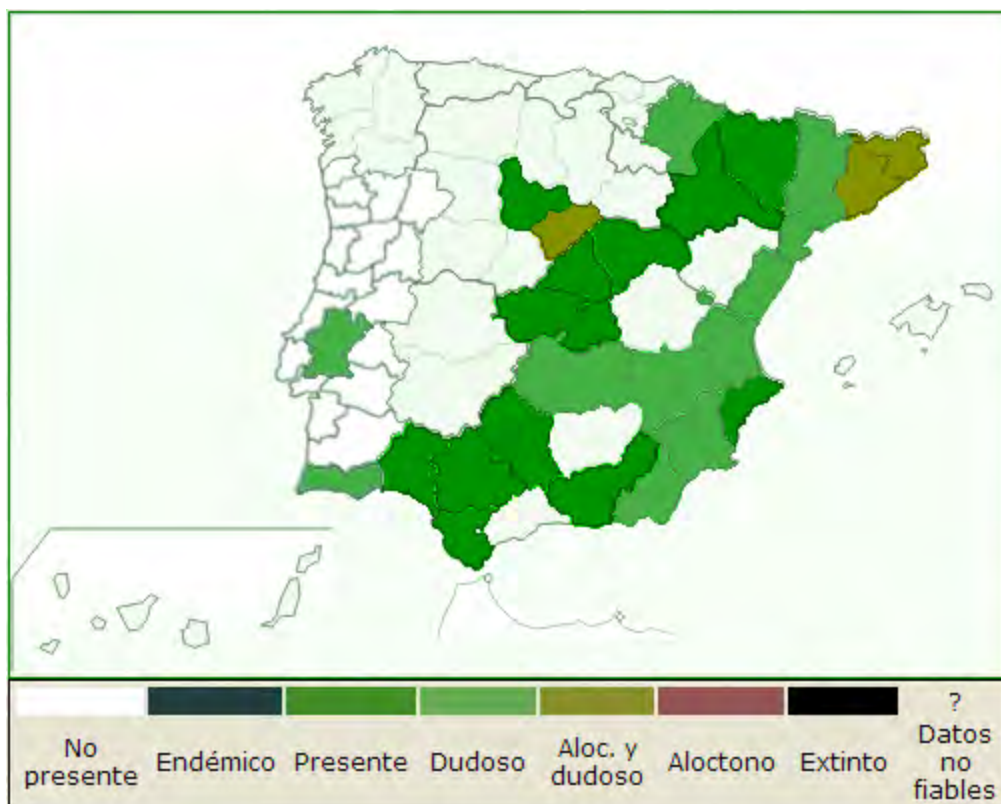 No
presente
Endémico
Presente
Dudoso
Aloc. y
dudoso
Aloctono
Extinto
?
Datos
no
fiables